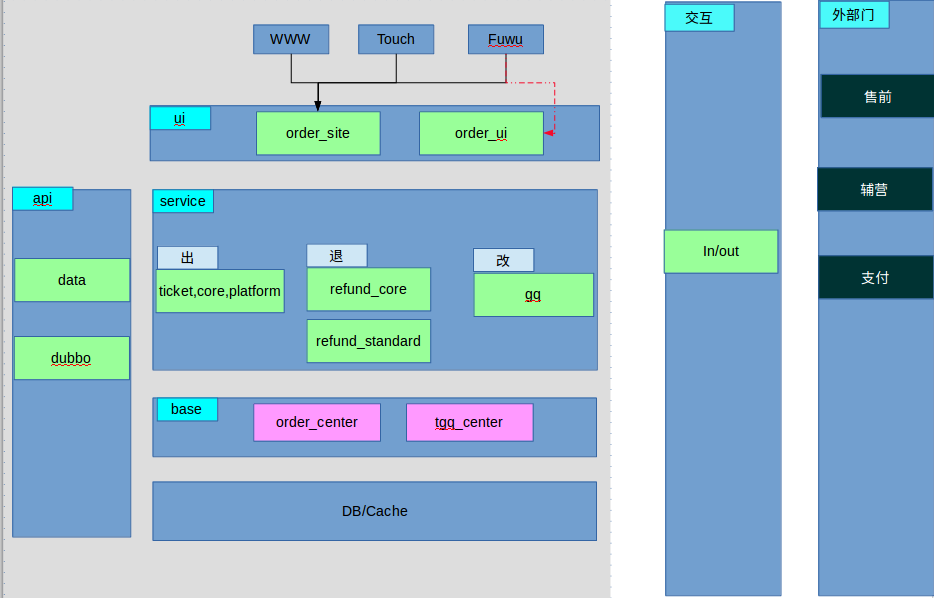 WWW
Touch
Fuwu
ui
order_site
order_ui
api
data
dubbo
service
出
ticket,core,platform
退
refund_core
refund_standard
改
gq
base
order_center
tgq_center
DB/Cache
交互
In/out
外部门
售前
辅营
支付